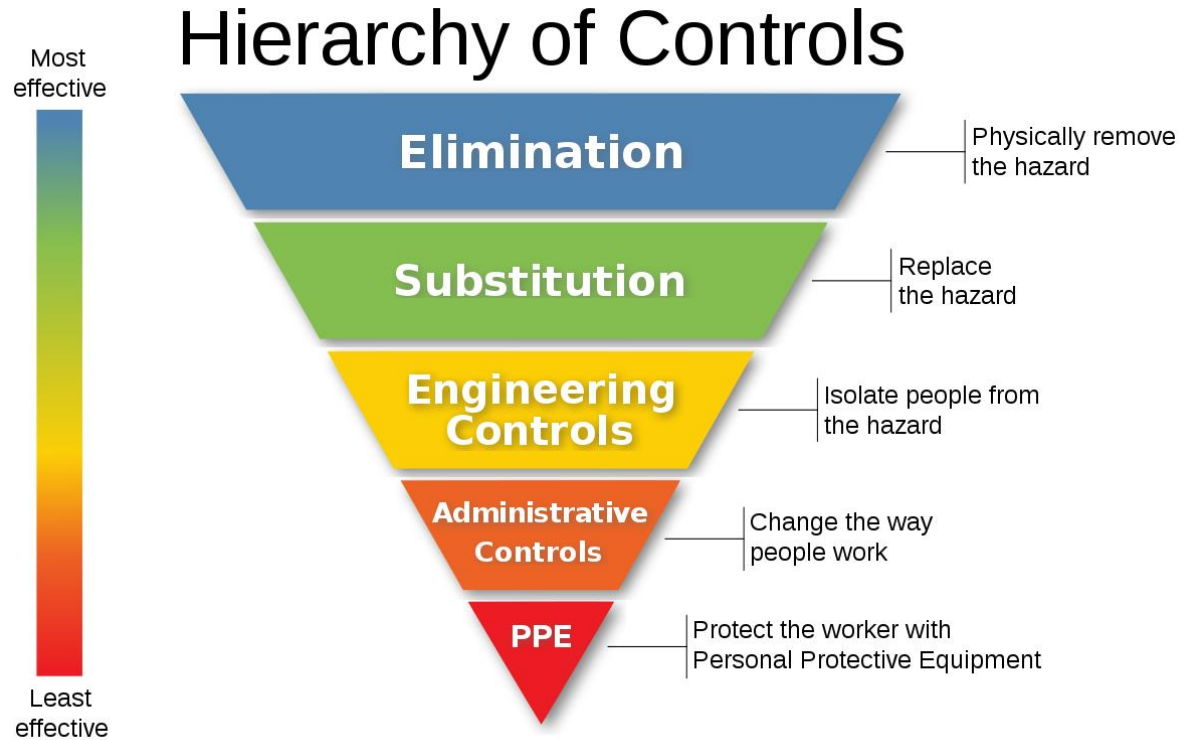 Hierarchy of Controls
Most
effective
Elimination
Physically remove
the hazard
Substitution
Replace
the hazard
Engineering
Controls
Isolate people from
the hazard
Administrative
Controls
Change the way
people work
PPE
Protect the worker with
Personal Protective Equipment
Least
effective